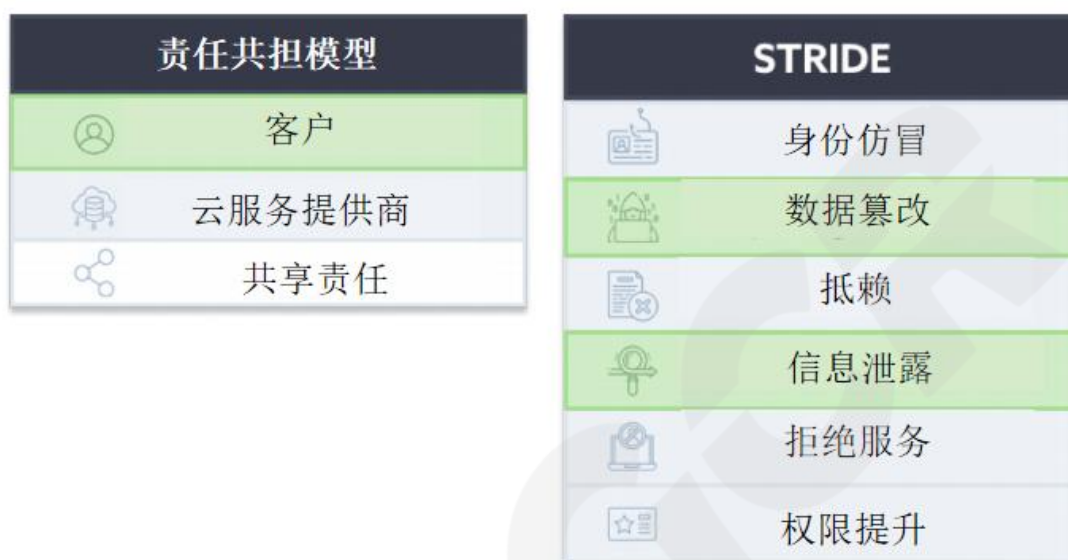 责任共担模型
客户
云服务提供商
共享责任
STRIDE
身份仿冒
数据篡改
抵赖
信息泄露
拒绝服务
权限提升